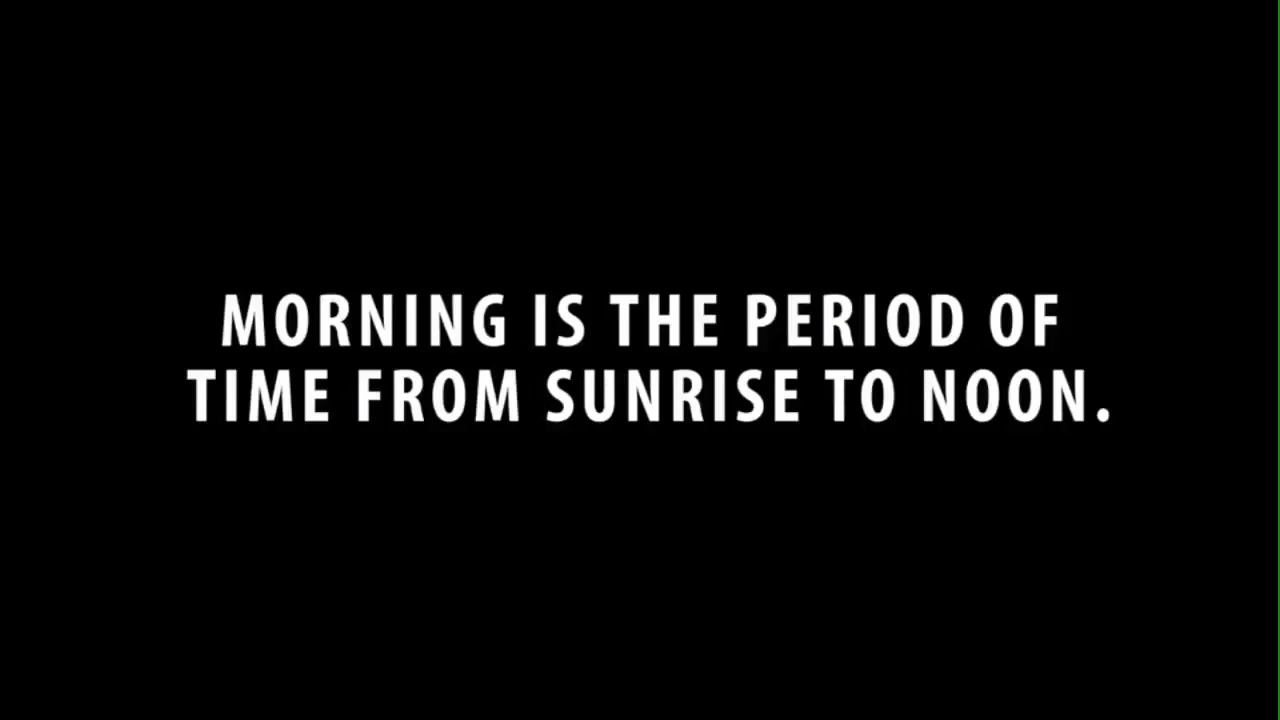 MORNING IS THE PERIOD OF
TIME FROM SUNRISE TO NOON.